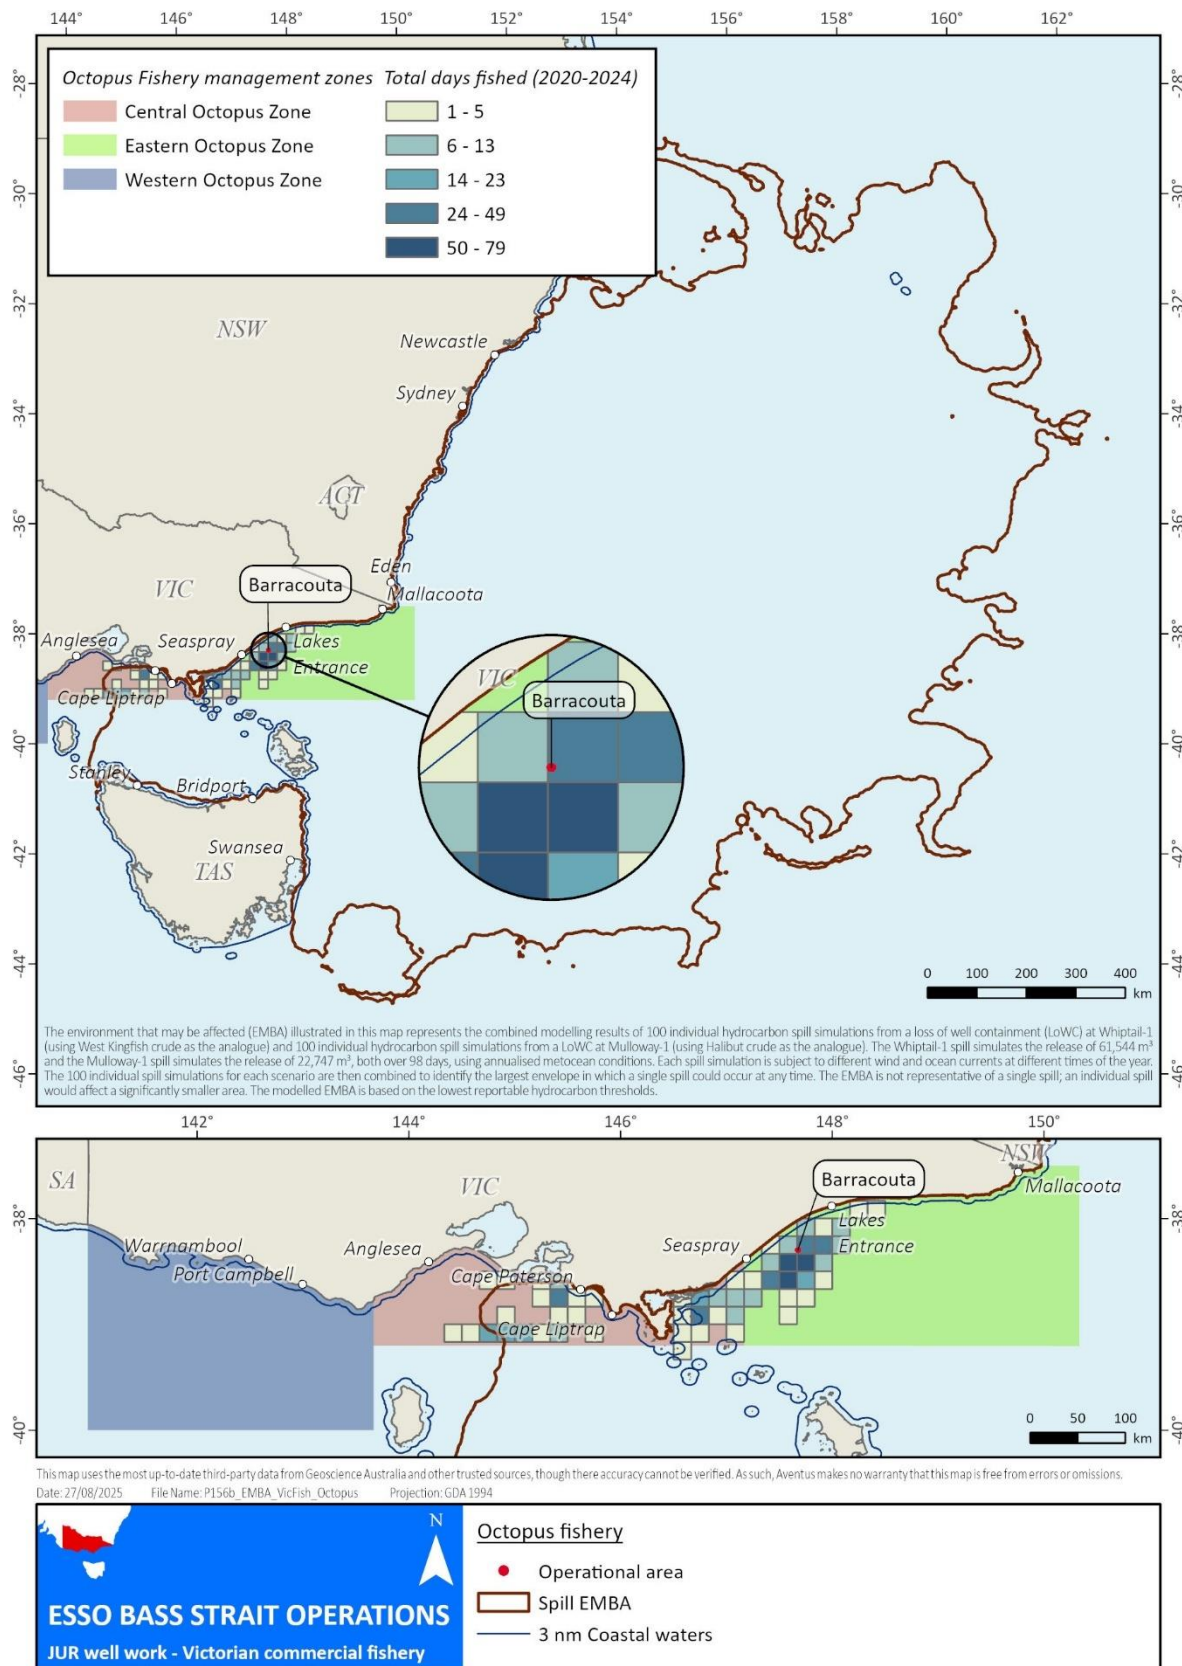 144° 146° 148° 150° 152° 154° 156° 158° 160° 162°
Octopus Fishery management zones
Central Octopus Zone
Eastern Octopus Zone
Western Octopus Zone
Total days fished (2020-2024)
1 - 5
6 - 13
14 - 23
24 - 49
50 - 79
-28°
-28°
-30°
-30°
-32°
-32°
NSW
Newcastle
Sydney
-34°
-34°
ACT
-36°
-36°
Eden
VIC
Mallacoota
Barracouta
-38°
-38°
Anglesea
Seaspray
Lakes
Entrance
Cape Liptrap
VIC
Barracouta
-40°
-40°
Stanley
Bridport
-42°
-42°
Swansea
TAS
-44°
-44°
0 100 200 300 400
km
The environment that may be affected (EMBA) illustrated in this map represents the combined modelling results of 100 individual hydrocarbon spill simulations from a loss of well containment (LoWC) at Whiptail-1
(using West Kingfish crude as the analogue) and 100 individual hydrocarbon spill simulations from a LoWC at Mulloway-1 (using Halibut crude as the analogue). The Whiptail-1 spill simulates the release of 61,544 m³
and the Mulloway-1 spill simulates the release of 22,747 m³, both over 98 days, using annualised metocean conditions. Each spill simulation is subject to different wind and ocean currents at different times of the year.
The 100 individual spill simulations for each scenario are then combined to identify the largest envelope in which a single spill could occur at any time. The EMBA is not representative of a single spill; an individual spill
would affect a significantly smaller area. The modelled EMBA is based on the lowest reportable hydrocarbon thresholds.
-46°
-46°
142° 144° 146° 148° 150°
SA
VIC
NSW
Barracouta
Mallacoota
-38°
-38°
Warrnambool
Anglesea
Seaspray
Lakes
Entrance
Port Campbell
Cape Paterson
Cape Liptrap
-40°
-40°
0 50 100
km
This map uses the most up-to-date third-party data from Geoscience Australia and other trusted sources, though there accuracy cannot be verified. As such, Aventus makes no warranty that this map is free from errors or omissions.
Date: 27/08/2025 File Name: P156b_EMBA_VicFish_Octopus Projection: GDA 1994
N
ESSO BASS STRAIT OPERATIONS
JUR well work - Victorian commercial fishery
Octopus fishery
Operational area
Spill EMBA
3 nm Coastal waters